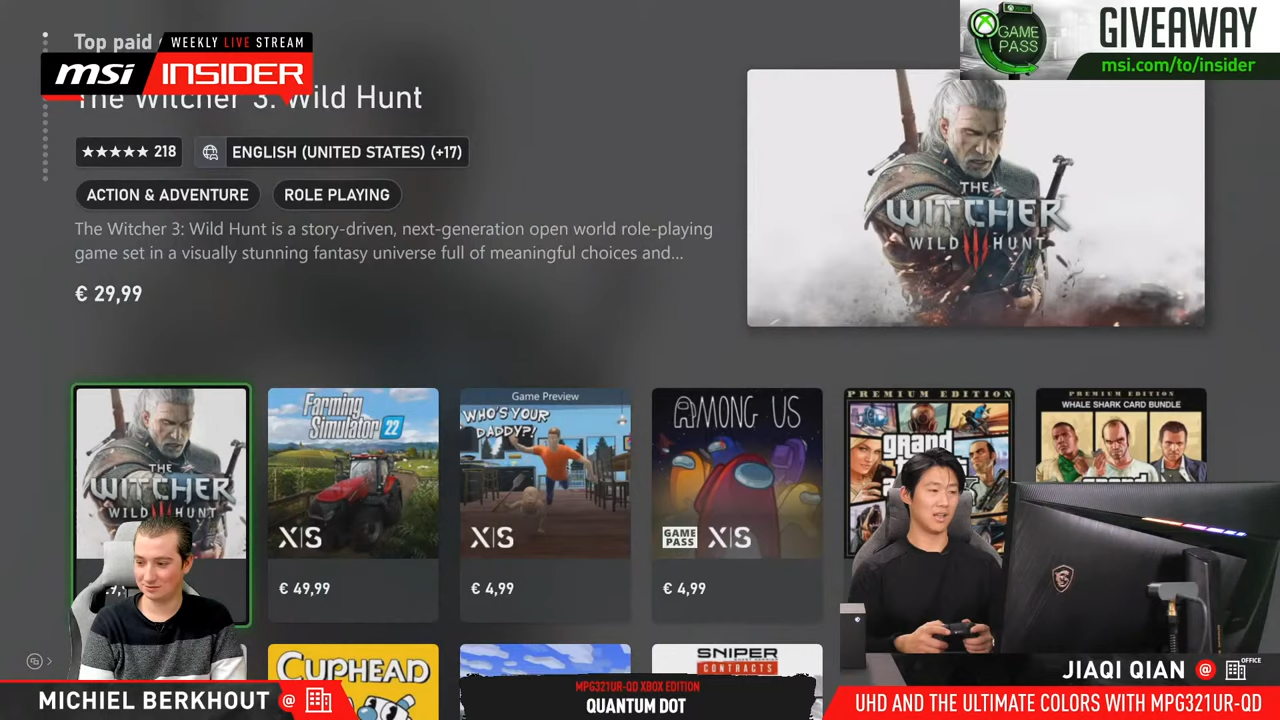 Top paid
WEEKLY LIVE STREAM
msi INSIDER
The Witcher 3: Wild Hunt
★★★★★ 218
ENGLISH (UNITED STATES) (+17)
ACTION & ADVENTURE
ROLE PLAYING
The Witcher 3: Wild Hunt is a story-driven, next-generation open world role-playing
game set in a visually stunning fantasy universe full of meaningful choices and...
€ 29,99
XBOX
GAME
PASS
GIVEAWAY
msi.com/to/insider
THE
WITCHER
WILD III HUNT
THE
WITCHER
WILD III HUNT
Farming
Simulator 22
X|S
€ 49,99
Game Preview
WHO'S YOUR
DADDY?!
X|S
€ 4,99
AMONG US
GAME
PASS
X|S
€ 4,99
PREMIUM EDITION
grand
PREMIUM EDITION
WHALE SHARK CARD BUNDLE
CUPHEAD
SNIPER
CONTRACTS
MICHIEL BERKHOUT @
MPG321UR-QD XBOX EDITION
QUANTUM DOT
JIAQI QIAN @ OFFICE
UHD AND THE ULTIMATE COLORS WITH MPG321UR-QD